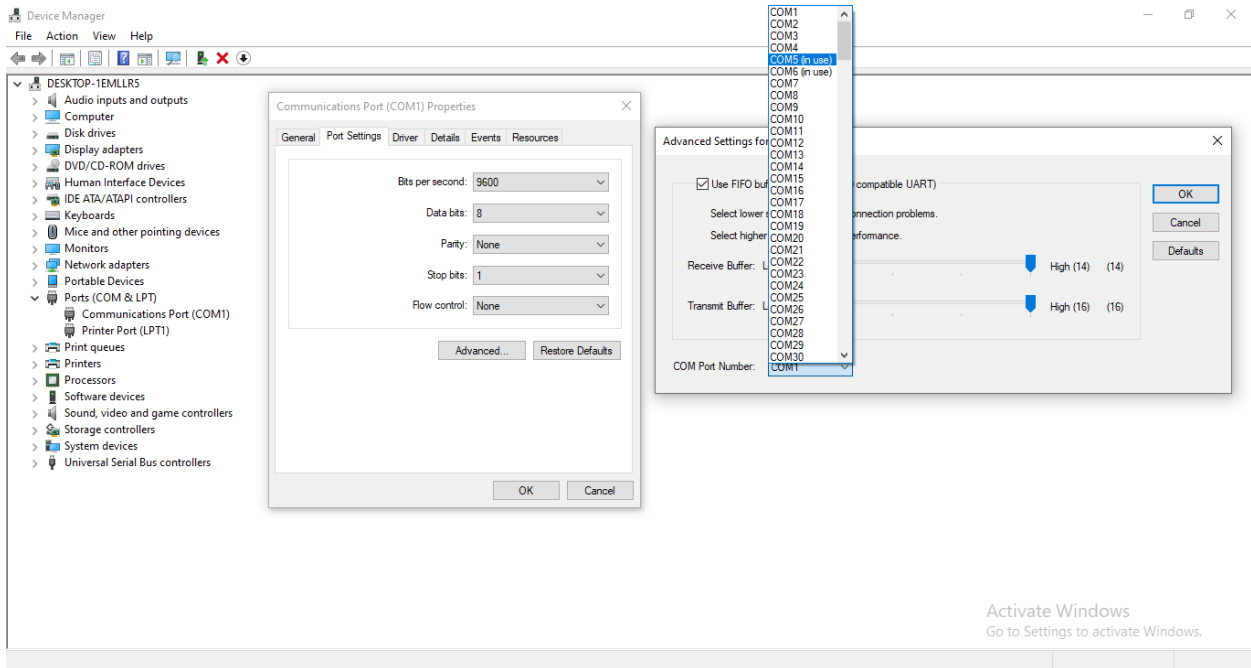 Device Manager
File Action View Help
DESKTOP-1EMLLR5
Audio inputs and outputs
Computer
Disk drives
Display adapters
DVD/CD-ROM drives
Human Interface Devices
IDE ATA/ATAPI controllers
Keyboards
Mice and other pointing devices
Monitors
Network adapters
Portable Devices
Ports (COM & LPT)
Communications Port (COM1)
Printer Port (LPT1)
Print queues
Printers
Processors
Software devices
Sound, video and game controllers
Storage controllers
System devices
Universal Serial Bus controllers
Communications Port (COM1) Properties
General Port Settings Driver Details Events Resources
Bits per second: 9600
Data bits: 8
Parity: None
Stop bits: 1
Flow control: None
Advanced... Restore Defaults
OK Cancel
Advanced Settings for
Use FIFO buf compatible UART)
Select lower s nnection problems.
Select higher erformance.
Receive Buffer: L High (14) (14)
Transmit Buffer: L High (16) (16)
COM Port Number: COM1
OK
Cancel
Defaults
COM1
COM2
COM3
COM4
COM5 (in use)
COM6 (in use)
COM7
COM8
COM9
COM10
COM11
COM12
COM13
COM14
COM15
COM16
COM17
COM18
COM19
COM20
COM21
COM22
COM23
COM24
COM25
COM26
COM27
COM28
COM29
COM30
Activate Windows
Go to Settings to activate Windows.